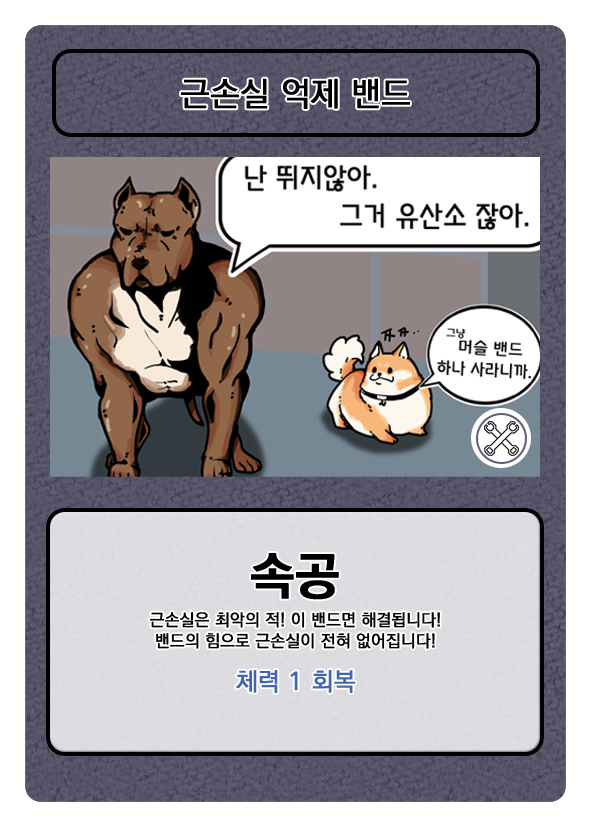 근손실 억제 밴드
난 뛰지않아.
그거 유산소 잖아.
ㅉㅉ..
그냥
머슬 밴드
하나 사라니까.
속공
근손실은 최악의 적! 이 밴드면 해결됩니다!
밴드의 힘으로 근손실이 전혀 없어집니다!
체력 1 회복